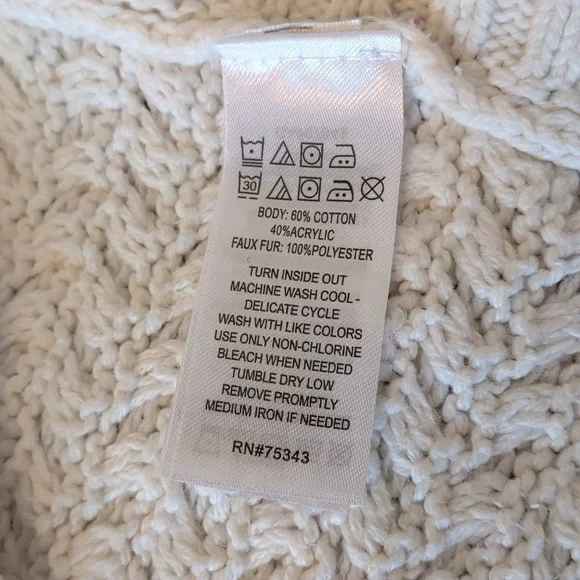 30
BODY: 60% COTTON
40%ACRYLIC
FAUX FUR: 100%POLYESTER
TURN INSIDE OUT
MACHINE WASH COOL -
DELICATE CYCLE
WASH WITH LIKE COLORS
USE ONLY NON-CHLORINE
BLEACH WHEN NEEDED
TUMBLE DRY LOW
REMOVE PROMPTLY
MEDIUM IRON IF NEEDED
RN#75343